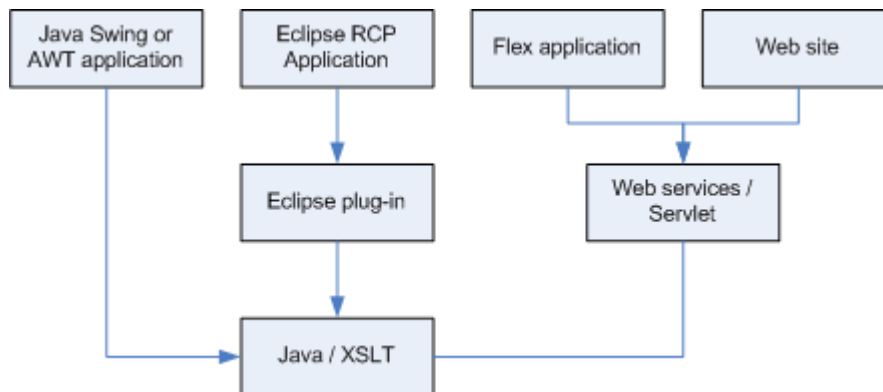 Java Swing or
AWT application
Eclipse RCP
Application
Flex application
Web site
Eclipse plug-in
Web services /
Servlet
Java / XSLT